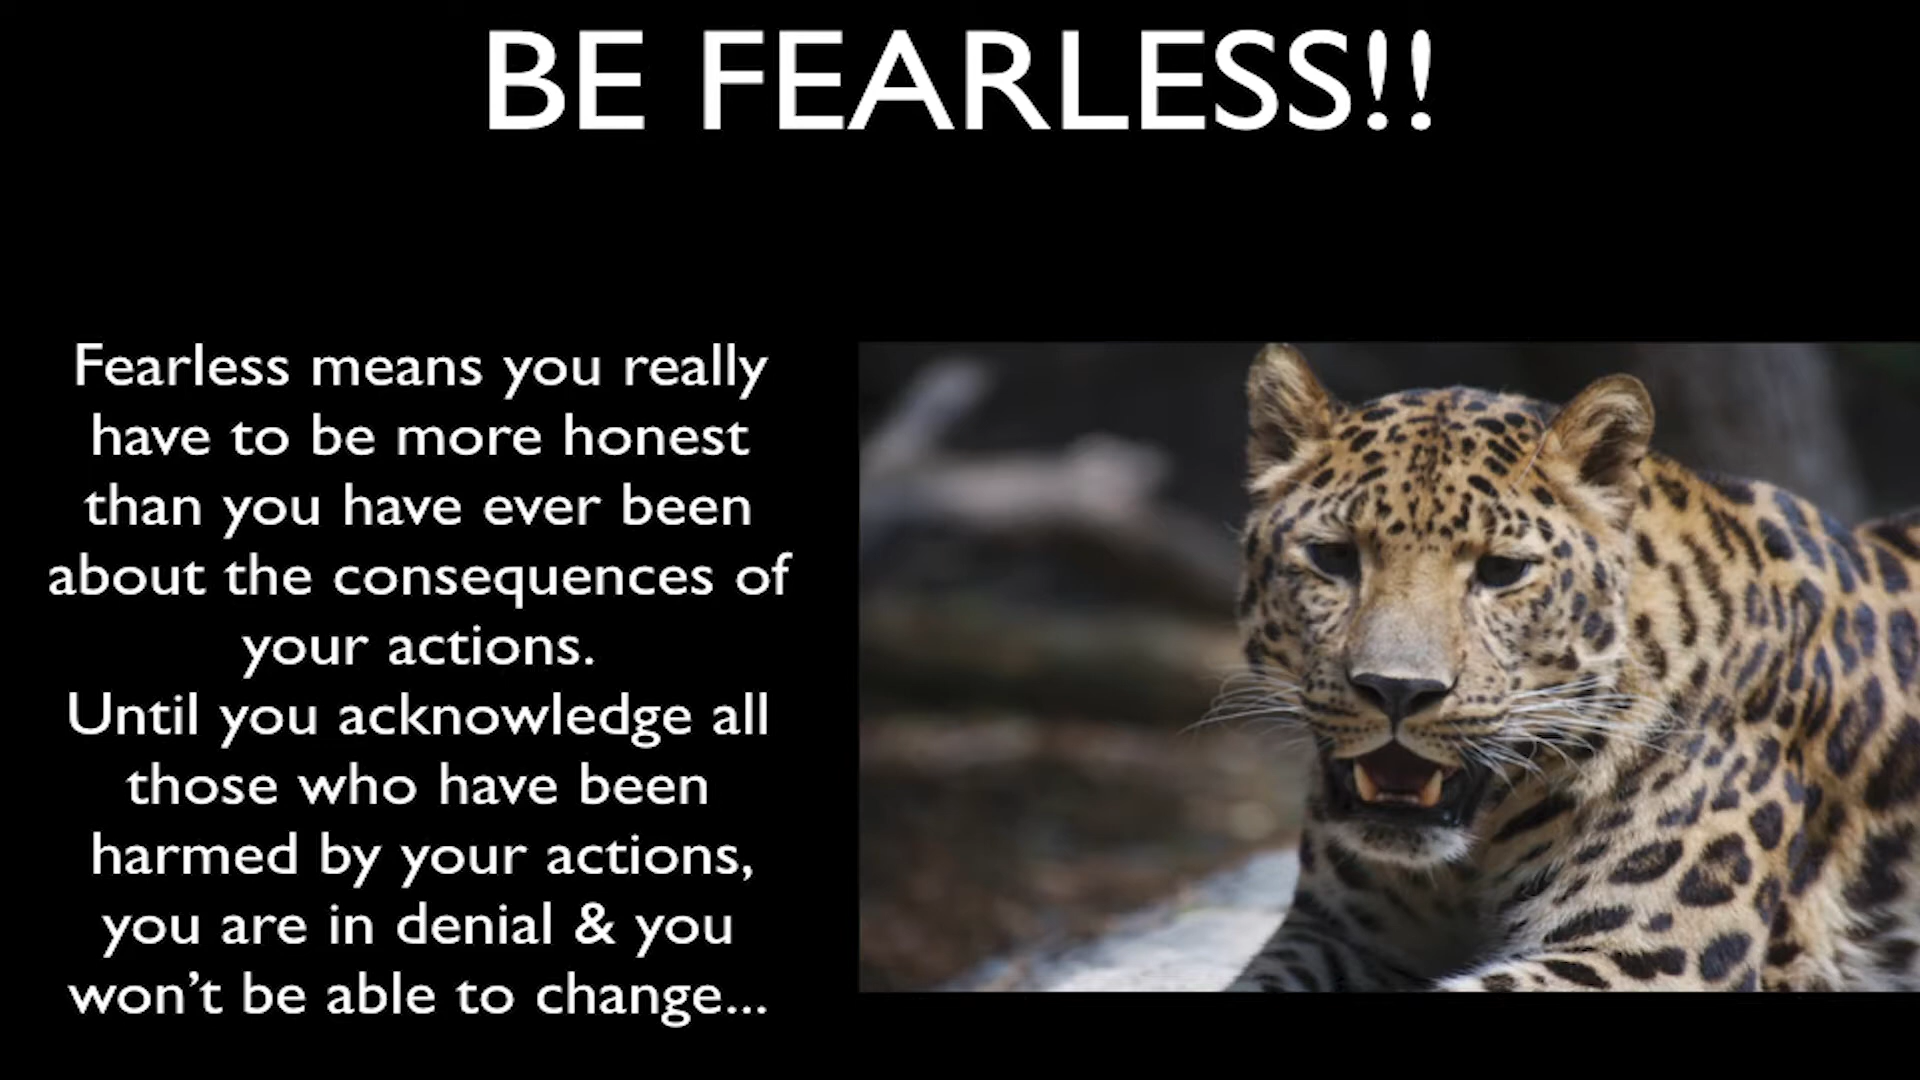 BE FEARLESS!!
Fearless means you really
have to be more honest
than you have ever been
about the consequences of
your actions.
Until you acknowledge all
those who have been
harmed by your actions,
you are in denial & you
won’t be able to change...